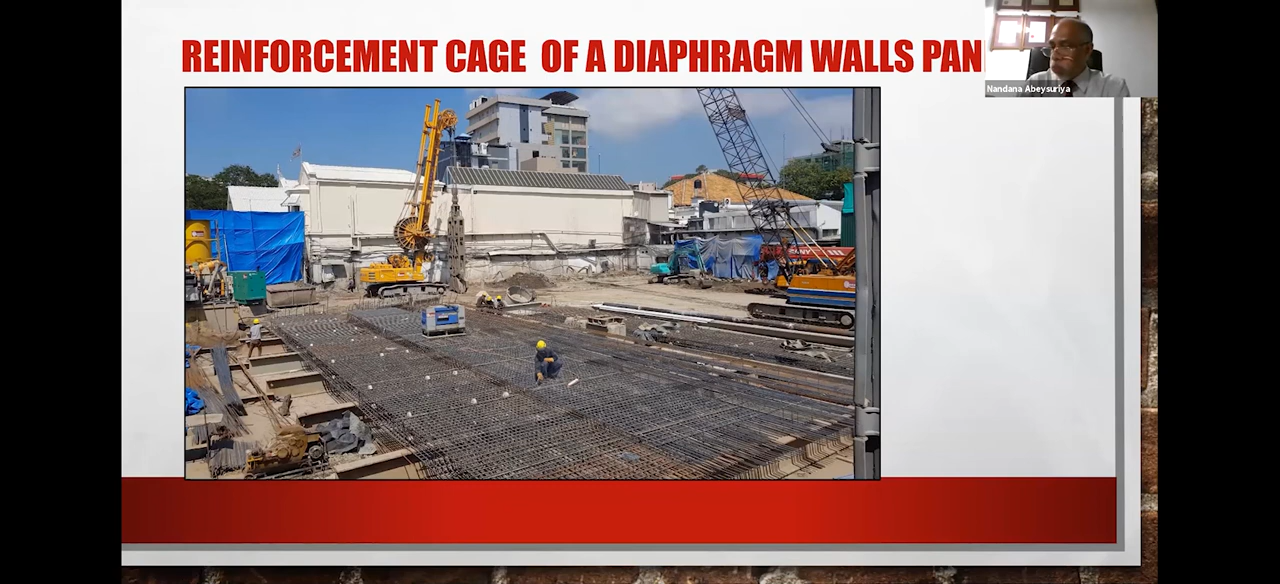 REINFORCEMENT CAGE OF A DIAPHRAGM WALLS PAN
Nandana Abeysuriya